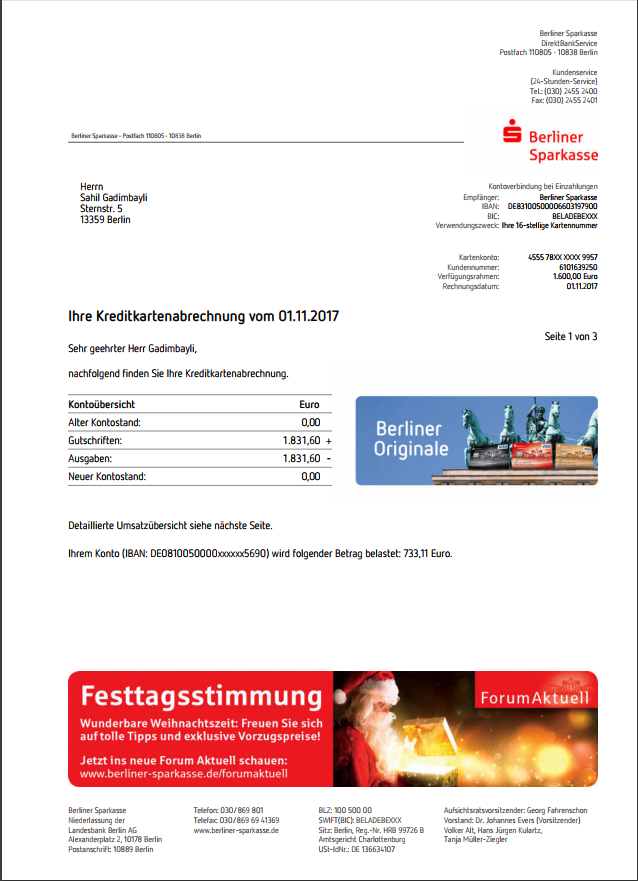 Berliner Sparkasse
DirektBankService
Postfach 110805 - 10838 Berlin
Kundenservice
(24-Stunden-Service)
Tel.: (030) 2455 2400
Fax: (030) 2455 2401
Berliner Sparkasse - Postfach 110805 - 10838 Berlin
Berliner
Sparkasse
Herrn
Sahil Gadimbayli
Sternstr. 5
13359 Berlin
Kontoverbindung bei Einzahlungen
Empfänger: Berliner Sparkasse
IBAN: DE83100500006603197900
BIC: BELADEBEXXX
Verwendungszweck: Ihre 16-stellige Kartennummer
Kartenkonto: 4555 78XX XXXX 9957
Kundennummer: 6101639250
Verfügungsrahmen: 1.600,00 Euro
Rechnungsdatum: 01.11.2017
Ihre Kreditkartenabrechnung vom 01.11.2017
Seite 1 von 3
Sehr geehrter Herr Gadimbayli,
nachfolgend finden Sie Ihre Kreditkartenabrechnung.
Kontoübersicht Euro
Alter Kontostand: 0,00
Gutschriften: 1.831,60 +
Ausgaben: 1.831,60 -
Neuer Kontostand: 0,00
Berliner
Originale
Detaillierte Umsatzübersicht siehe nächste Seite.
Ihrem Konto (IBAN: DE0810050000xxxxxx5690) wird folgender Betrag belastet: 733,11 Euro.
Festtagsstimmung
ForumAktuell
Wunderbare Weihnachtszeit: Freuen Sie sich
auf tolle Tipps und exklusive Vorzugspreise!
Jetzt ins neue Forum Aktuell schauen:
www.berliner-sparkasse.de/forumaktuell
Berliner Sparkasse
Niederlassung der
Landesbank Berlin AG
Alexanderplatz 2, 10178 Berlin
Postanschrift: 10889 Berlin
Telefon: 030/869 801
Telefax: 030/869 69 41369
www.berliner-sparkasse.de
BLZ: 100 500 00
SWIFT(BIC): BELADEBEXXX
Sitz: Berlin, Reg.-Nr. HRB 99726 B
Amtsgericht Charlottenburg
USt-IdNr.: DE 136634107
Aufsichtsratsvorsitzender: Georg Fahrenschon
Vorstand: Dr. Johannes Evers (Vorsitzender)
Volker Alt, Hans Jürgen Kulartz,
Tanja Müller-Ziegler